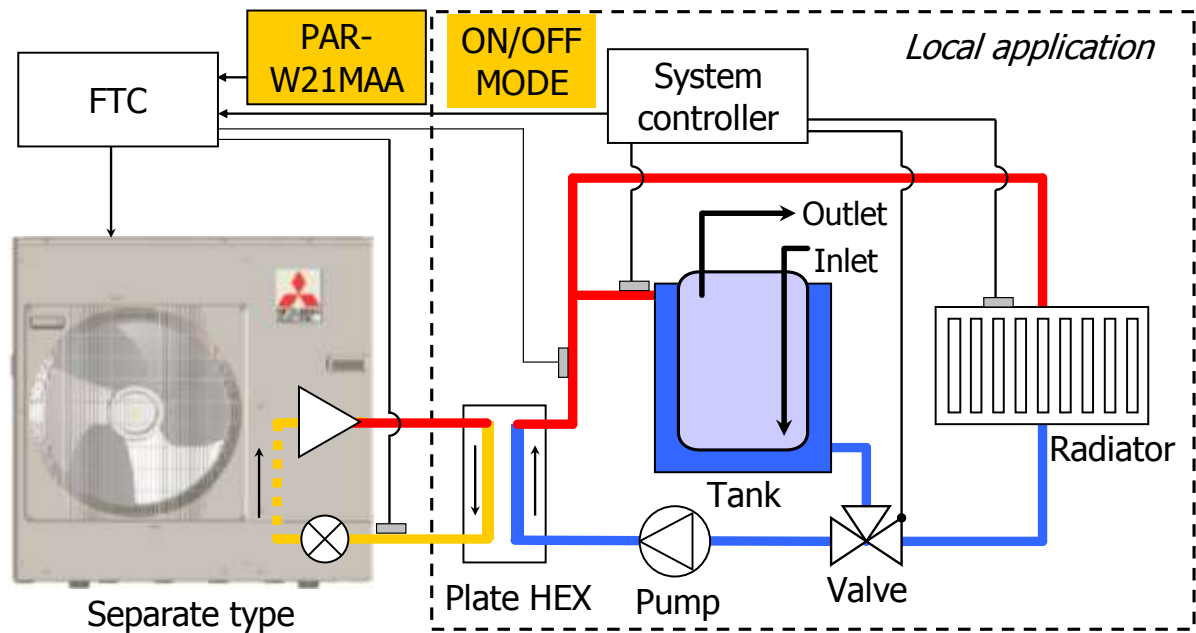 PAR-
W21MAA
ON/OFF
MODE
Local application
FTC
System
controller
Outlet
Inlet
Radiator
Tank
Plate HEX
Pump
Valve
Separate type